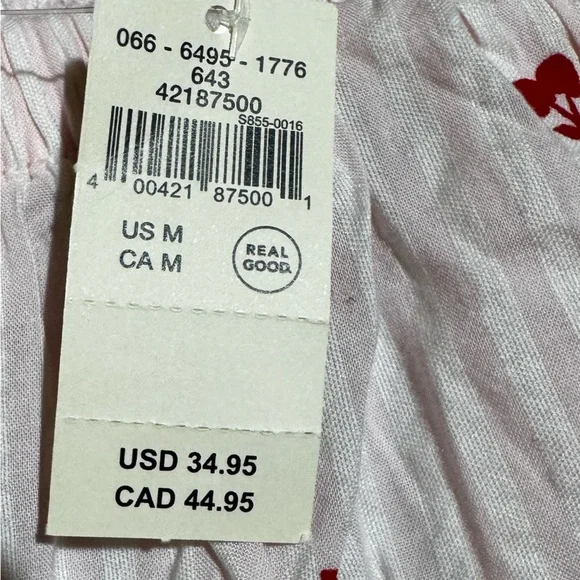 066 - 6495 - 1776
643
42187500
S855-0016
4 00421 87500 1
US M
CA M
REAL
GOOD.
USD 34.95
CAD 44.95